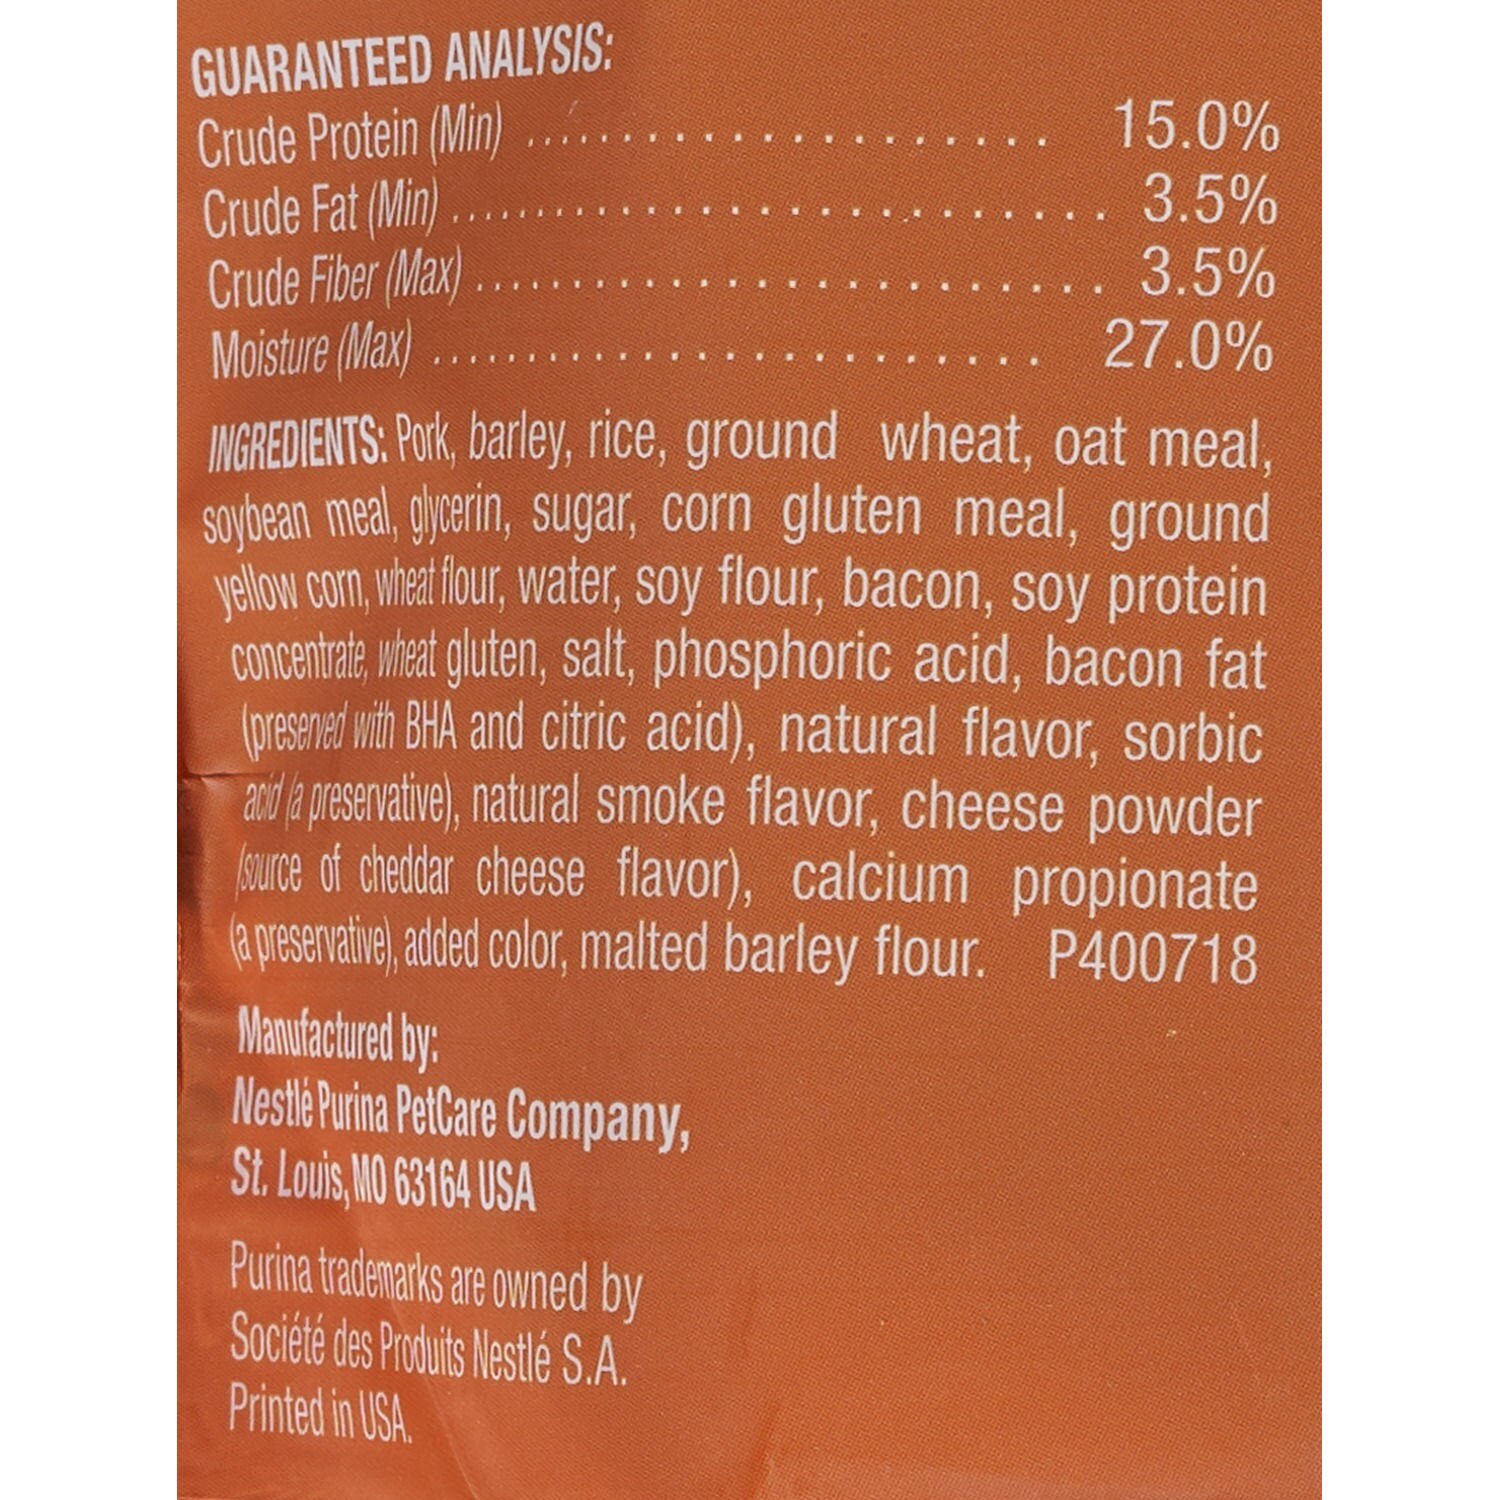 GUARANTEED ANALYSIS:
Crude Protein (Min) ........................ 15.0%
Crude Fat (Min) ............................. 3.5%
Crude Fiber (Max) ........................... 3.5%
Moisture (Max) .......................... 27.0%
INGREDIENTS: Pork, barley, rice, ground wheat, oat meal,
soybean meal, glycerin, sugar, corn gluten meal, ground
yellow corn, wheat flour, water, soy flour, bacon, soy protein
concentrate, wheat gluten, salt, phosphoric acid, bacon fat
(preserved with BHA and citric acid), natural flavor, sorbic
acid (a preservative), natural smoke flavor, cheese powder
(source of cheddar cheese flavor), calcium propionate
(a preservative), added color, malted barley flour. P400718
Manufactured by:
Nestlé Purina PetCare Company,
St. Louis, MO 63164 USA
Purina trademarks are owned by
Société des Produits Nestlé S.A.
Printed in USA.